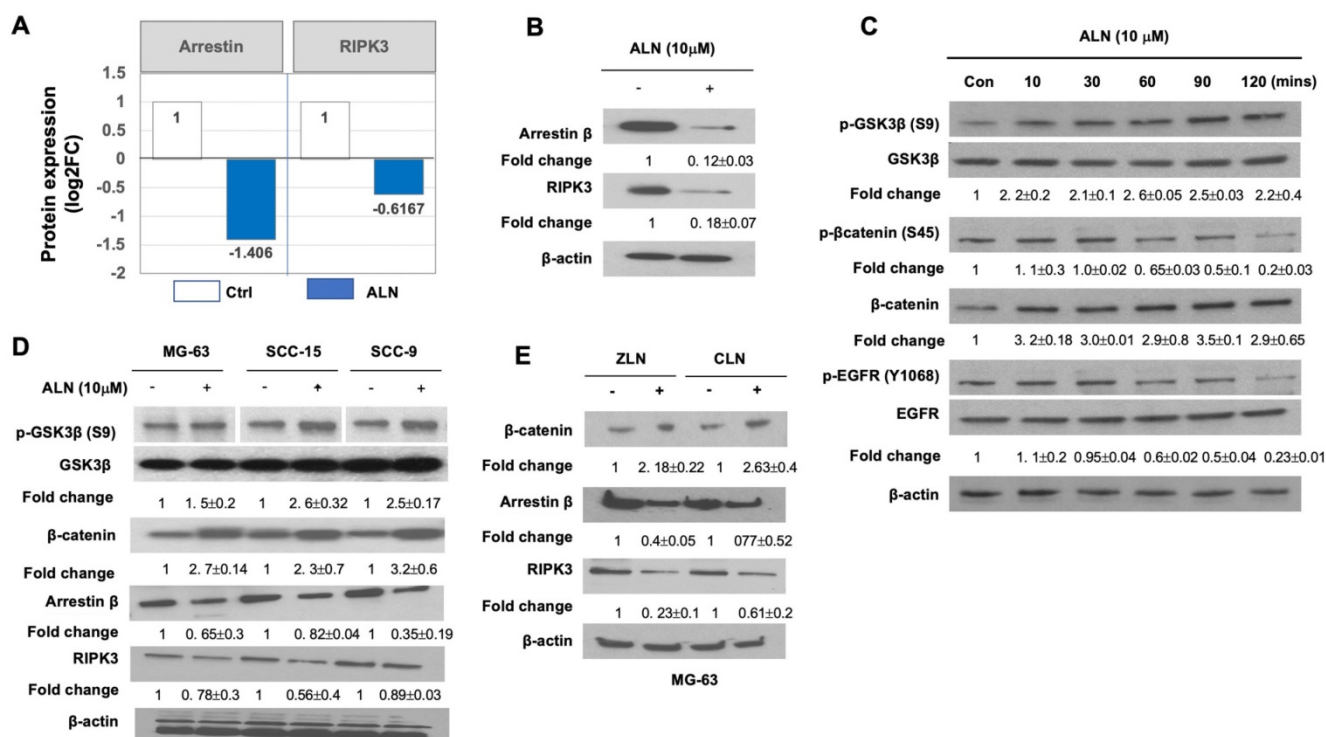 A
Arrestin RIPK3
Protein expression
(log2FC)
1.5
1
0.5
0
-0.5
-1
-1.5
-2
1 1
-1.406 -0.6167
Ctrl ALN
B
ALN (10μM)
- +
Arrestin β
Fold change 1 0. 12±0.03
RIPK3
Fold change 1 0. 18±0.07
β-actin
C
ALN (10 μM)
Con 10 30 60 90 120 (mins)
p-GSK3β (S9)
GSK3β
Fold change 1 2. 2±0.2 2.1±0.1 2.6±0.05 2.5±0.03 2.2±0.4
p-βcatenin (S45)
Fold change 1 1. 1±0.3 1.0±0.02 0. 65±0.03 0.5±0.1 0.2±0.03
β-catenin
Fold change 1 3. 2±0.18 3.0±0.01 2.9±0.8 3.5±0.1 2.9±0.65
p-EGFR (Y1068)
EGFR
Fold change 1 1. 1±0.2 0.95±0.04 0.6±0.02 0.5±0.04 0.23±0.01
β-actin
D
MG-63 SCC-15 SCC-9
ALN (10μM) - + - + - +
p-GSK3β (S9)
GSK3β
Fold change 1 1. 5±0.2 1 2. 6±0.32 1 2.5±0.17
β-catenin
Fold change 1 2. 7±0.14 1 2. 3±0.7 1 3.2±0.6
Arrestin β
Fold change 1 0. 65±0.3 1 0. 82±0.04 1 0.35±0.19
RIPK3
Fold change 1 0. 78±0.3 1 0.56±0.4 1 0.89±0.03
β-actin
E
ZLN CLN
- + - +
β-catenin
Fold change 1 2. 18±0.22 1 2.63±0.4
Arrestin β
Fold change 1 0.4±0.05 1 077±0.52
RIPK3
Fold change 1 0. 23±0.1 1 0.61±0.2
β-actin
MG-63